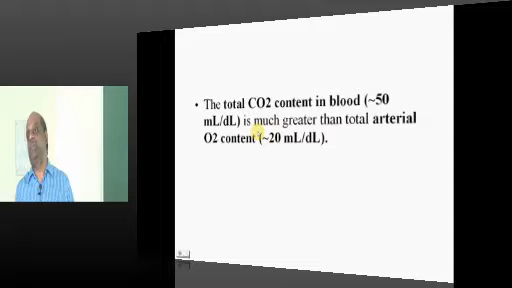 • The total CO2 content in blood (~50
mL/dL) is much greater than total arterial
O2 content (~20 mL/dL).